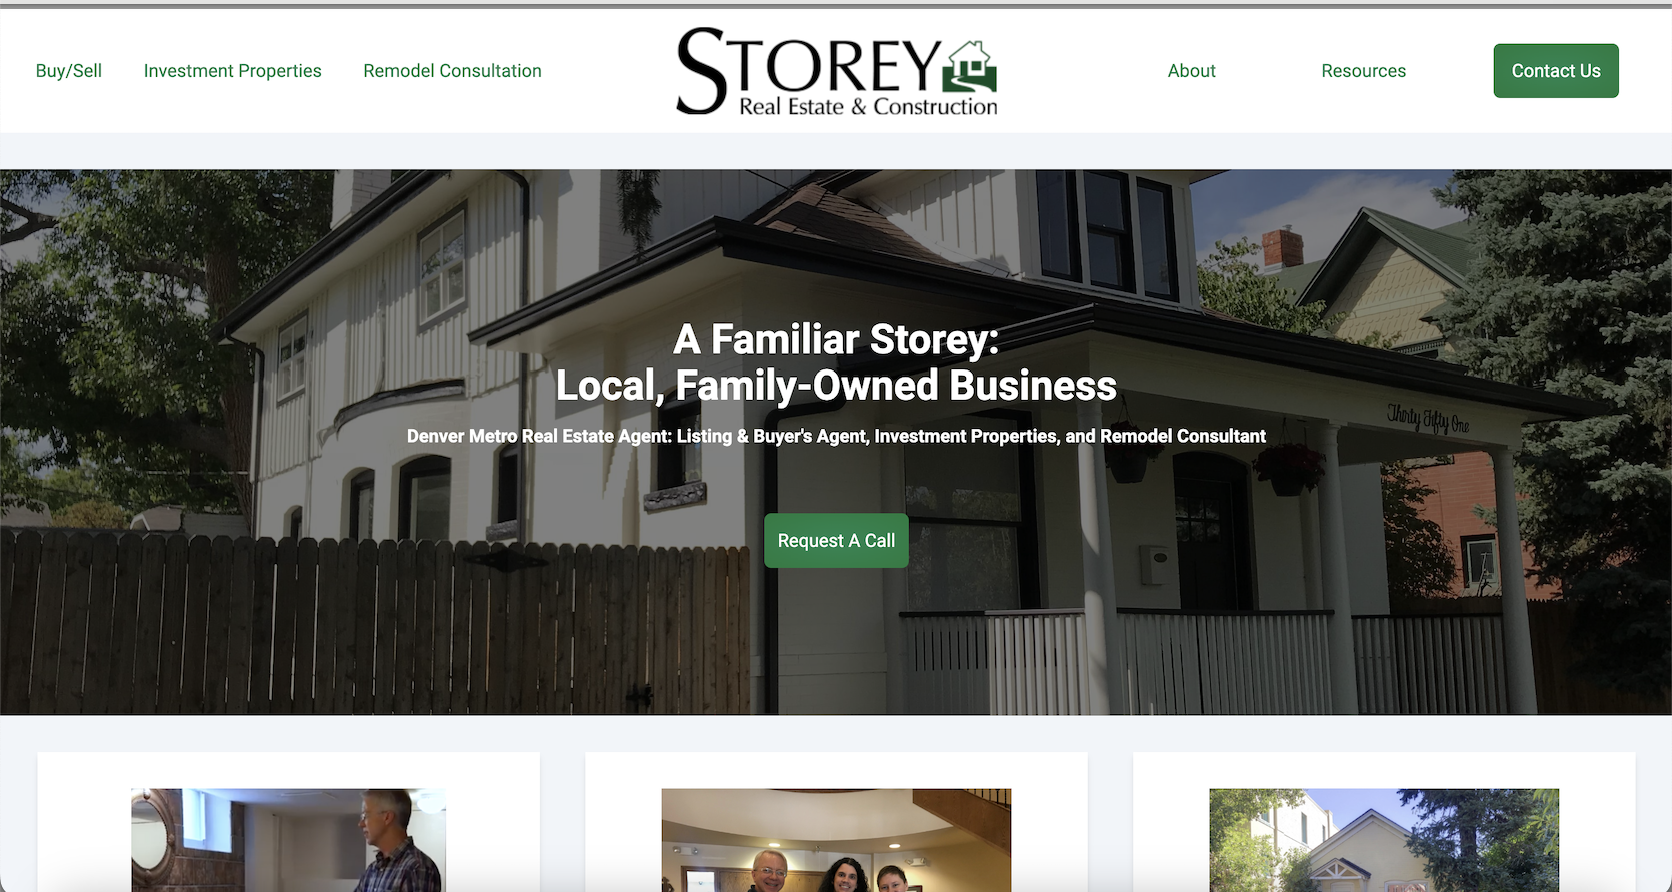 Buy/Sell
Investment Properties
Remodel Consultation
STOREY
Real Estate & Construction
About
Resources
Contact Us
A Familiar Storey:
Local, Family-Owned Business
Denver Metro Real Estate Agent: Listing & Buyer's Agent, Investment Properties, and Remodel Consultant
Thirty Fifty One
Request A Call